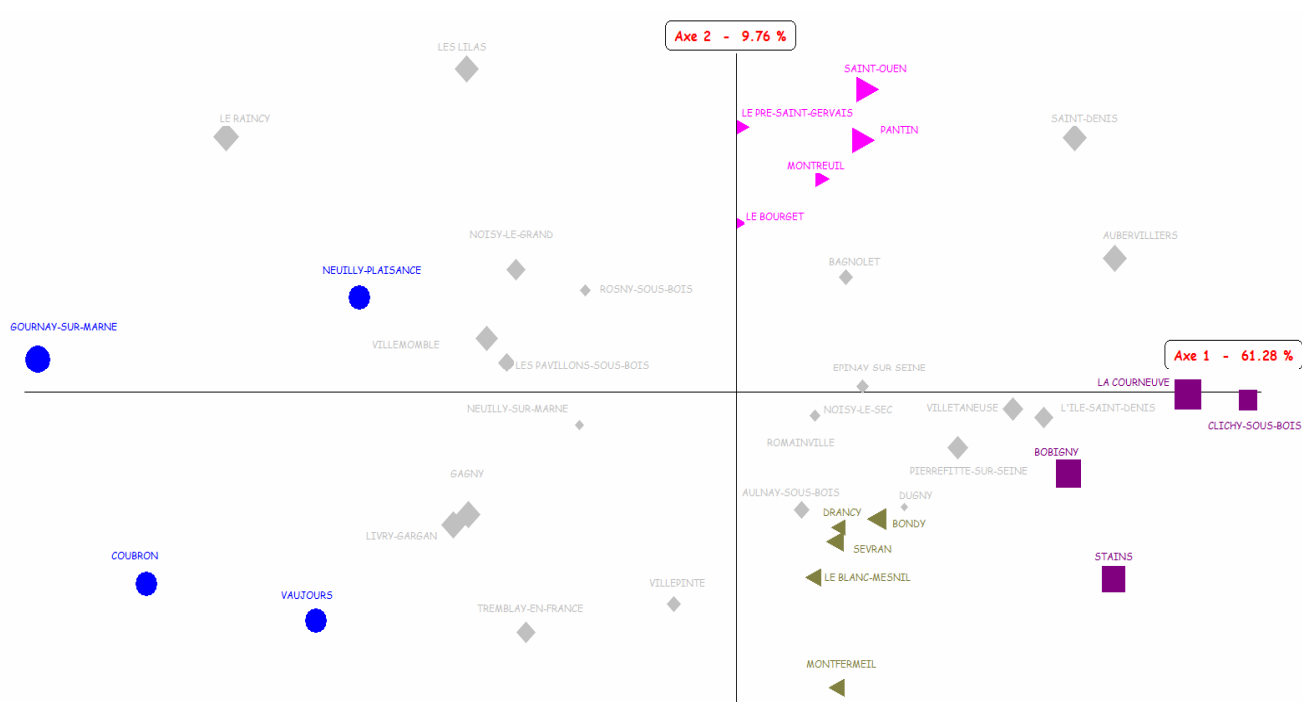 Axe 2 - 9.76 %
LES LILAS
SAINT-OUEN
LE PRE-SAINT-GERVAIS
LE RAINCY
SAINT-DENIS
PANTIN
MONTREUIL
LE BOURGET
NOISY-LE-GRAND
AUBERVILLIERS
BAGNOLET
NEUILLY-PLAISANCE
ROSNY-SOUS-BOIS
GOURNAY-SUR-MARNE
VILLEMOMBLE
Axe 1 - 61.28 %
LES PAVILLONS-SOUS-BOIS
EPINAY SUR SEINE
LA COURNEUVE
NEUILLY-SUR-MARNE
NOISY-LE-SEC
VILLETANEUSE
L'ILE-SAINT-DENIS
CLICHY-SOUS-BOIS
ROMAINVILLE
BOBIGNY
GAGNY
PIERREFITTE-SUR-SEINE
AULNAY-SOUS-BOIS
DUGNY
DRANCY
BONDY
LIVRY-GARGAN
SEVRAN
COUBRON
STAINS
LE BLANC-MESNIL
VILLEPINTE
VAUJOURS
TREMBLAY-EN-FRANCE
MONTFERMEIL